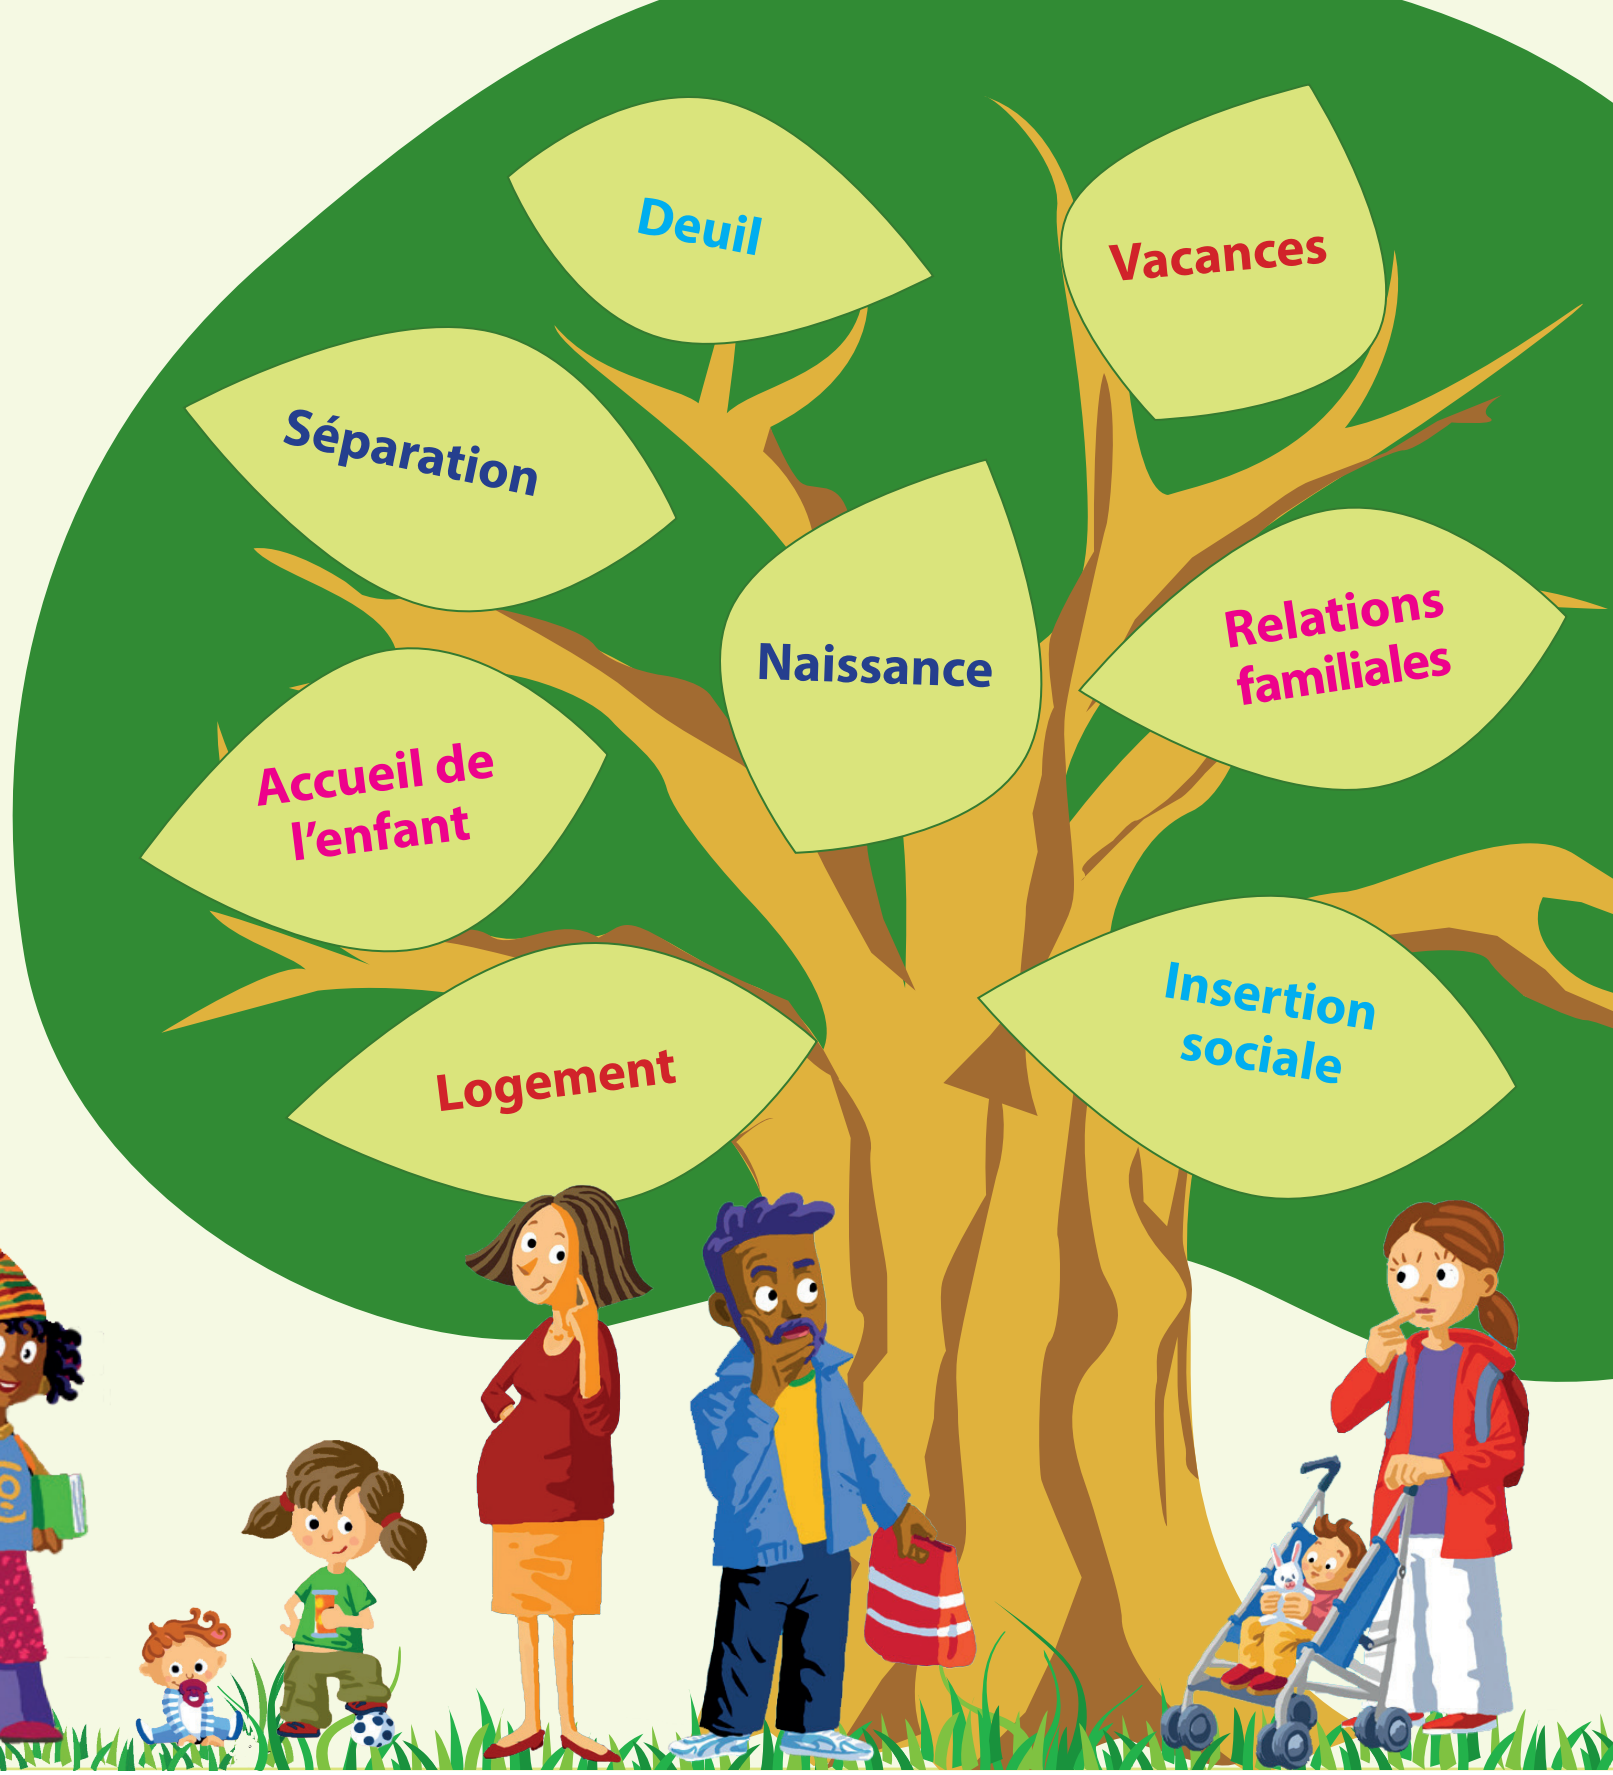 Deuil
Vacances
Séparation
Naissance
Relations
familiales
Accueil de
l’enfant
Insertion
sociale
Logement